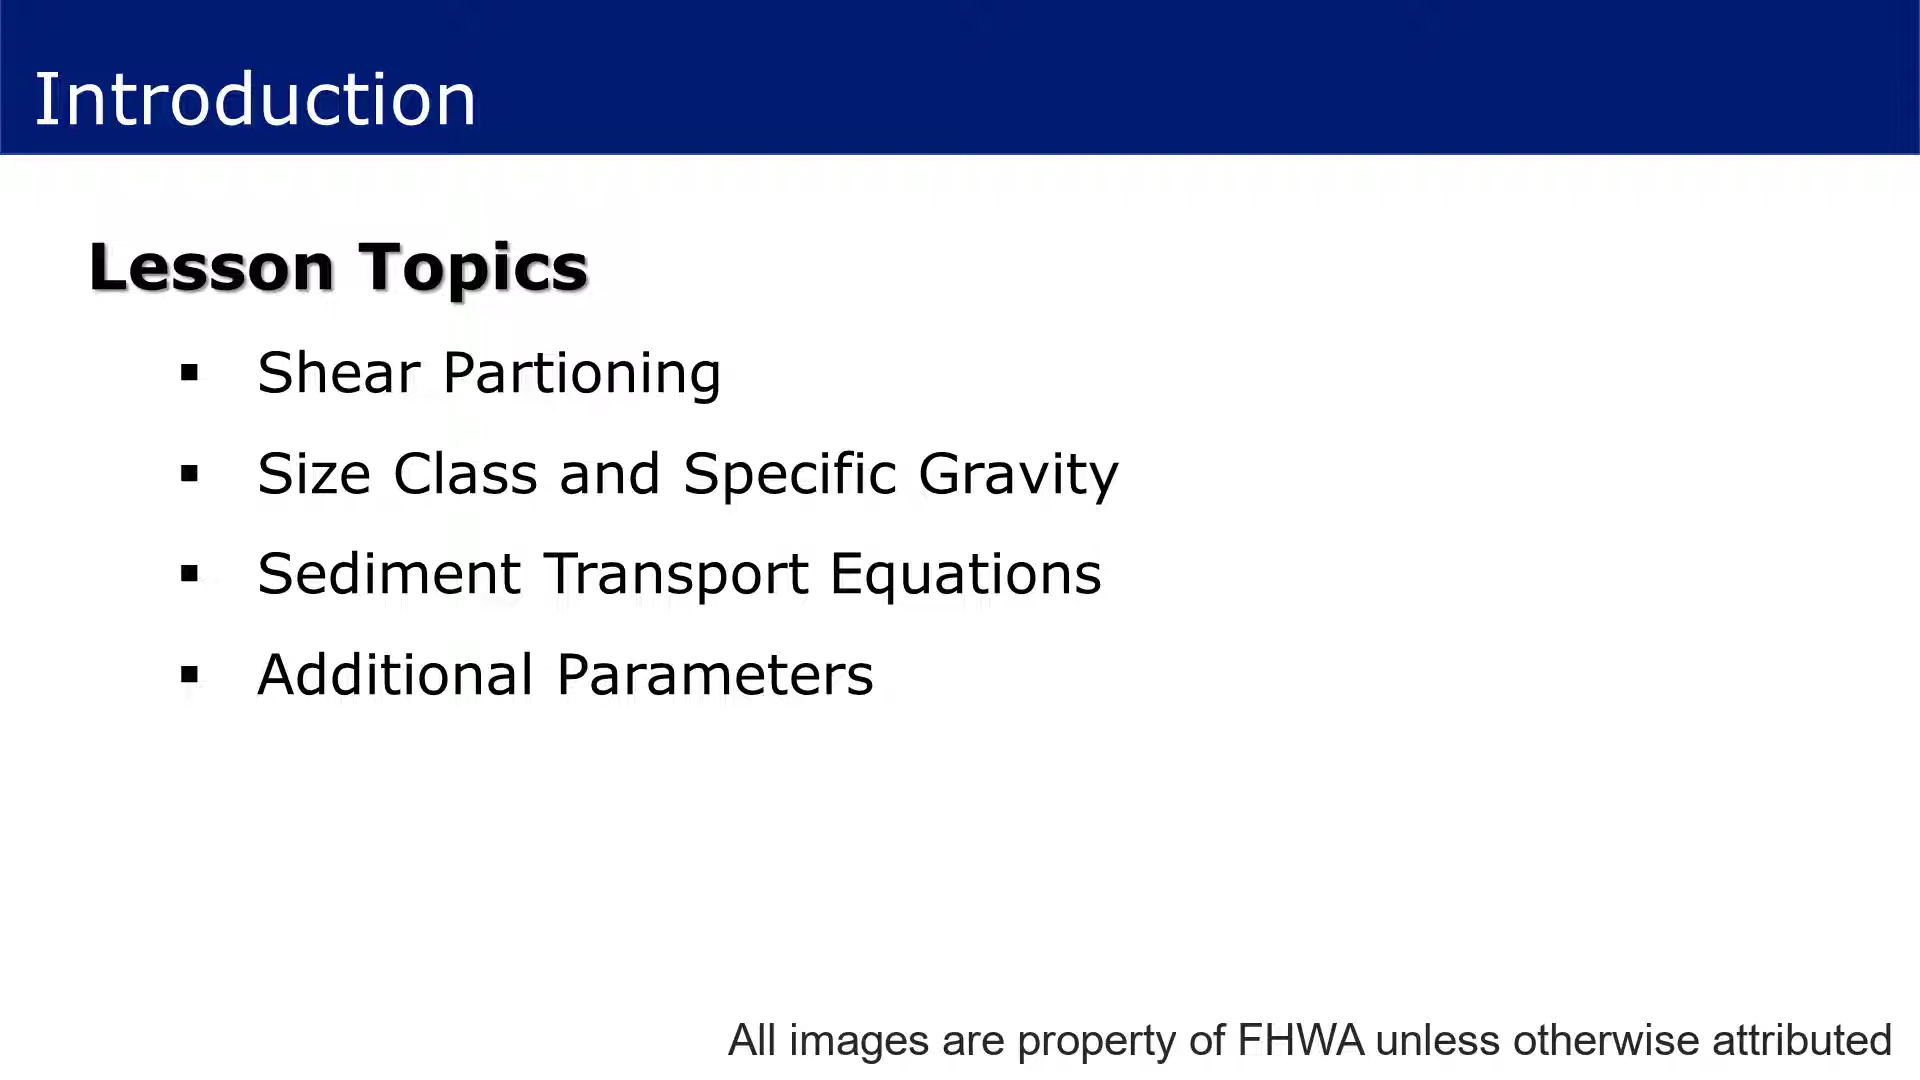 Introduction
Lesson Topics
▪ Shear Partioning
▪ Size Class and Specific Gravity
▪ Sediment Transport Equations
▪ Additional Parameters
All images are property of FHWA unless otherwise attributed